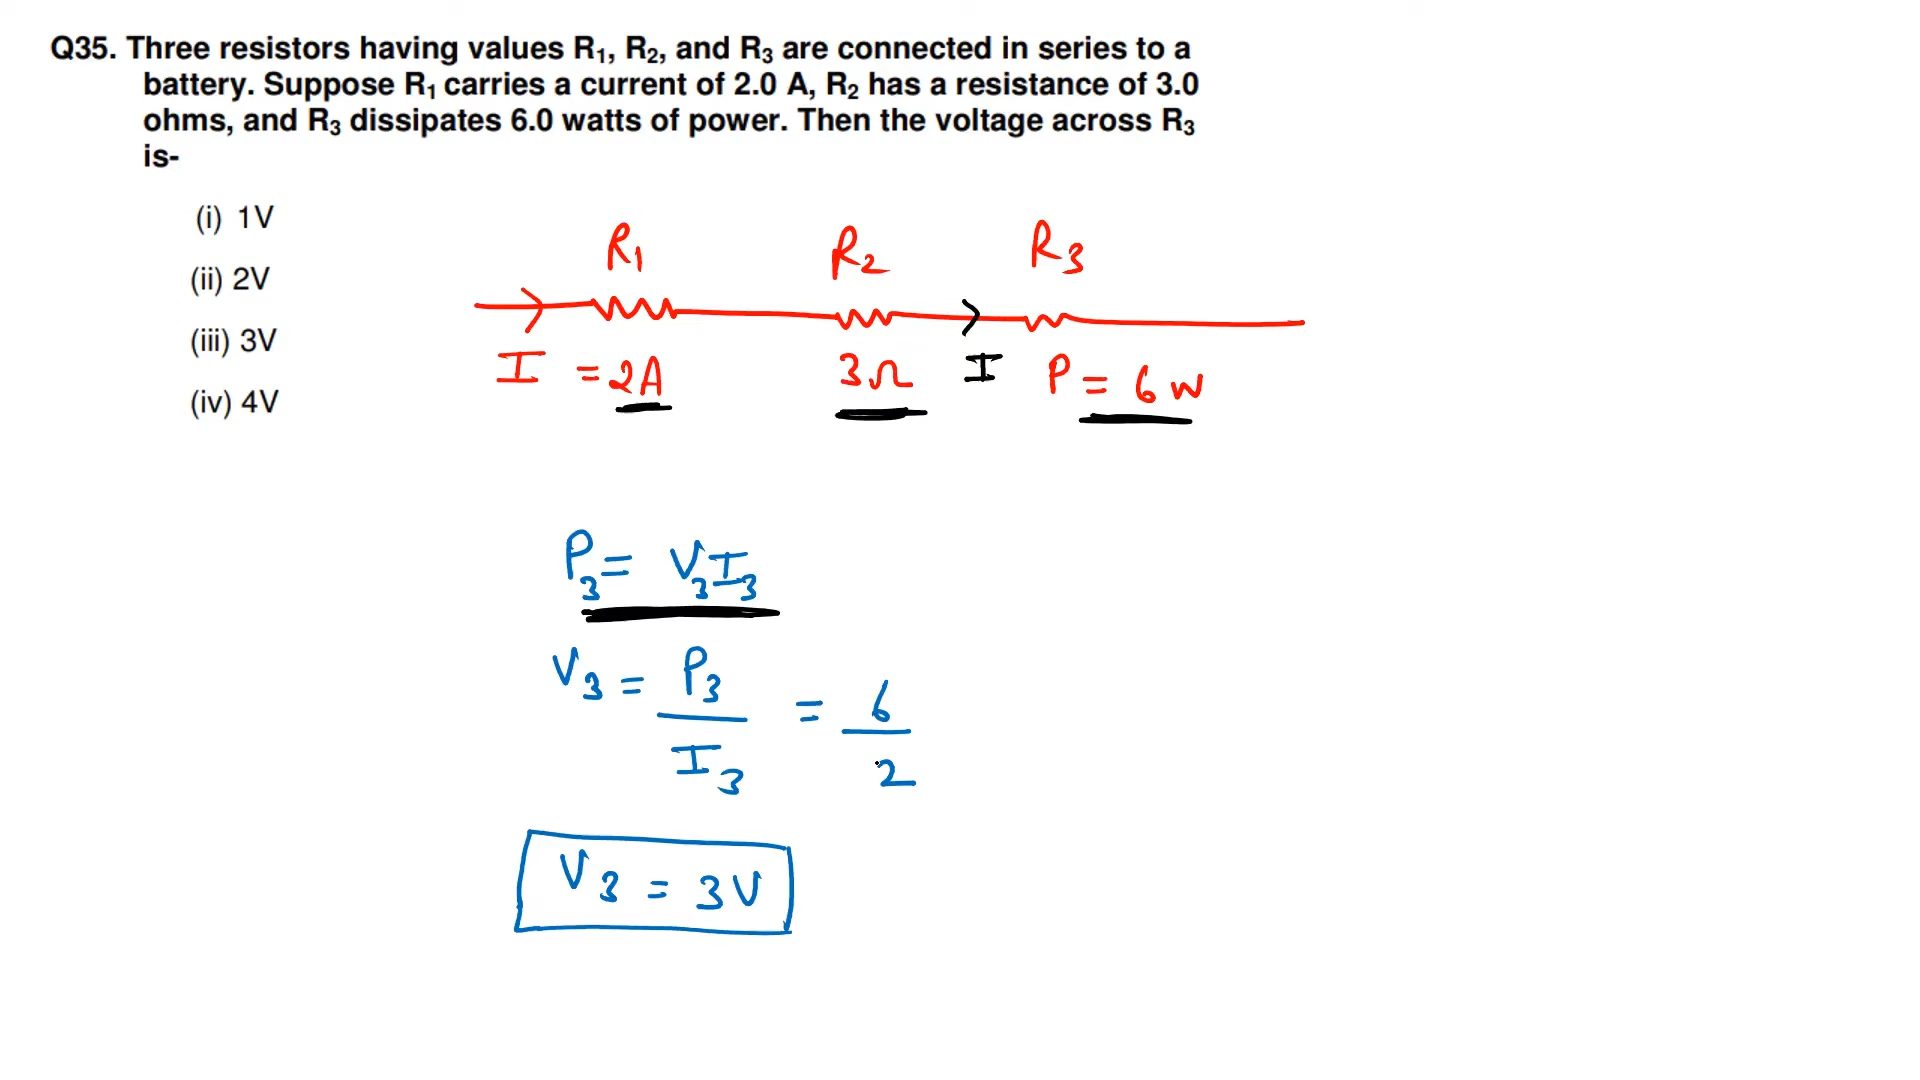 Q35. Three resistors having values R₁, R₂, and R₃ are connected in series to a
battery. Suppose R₁ carries a current of 2.0 A, R₂ has a resistance of 3.0
ohms, and R₃ dissipates 6.0 watts of power. Then the voltage across R₃
is-
(i) 1V
(ii) 2V
(iii) 3V
(iv) 4V
R₁ R₂ R₃
I = 2A 3Ω I P = 6 W
P₃ = V₃I₃
V₃ = P₃/I₃ = 6/2
V₃ = 3V